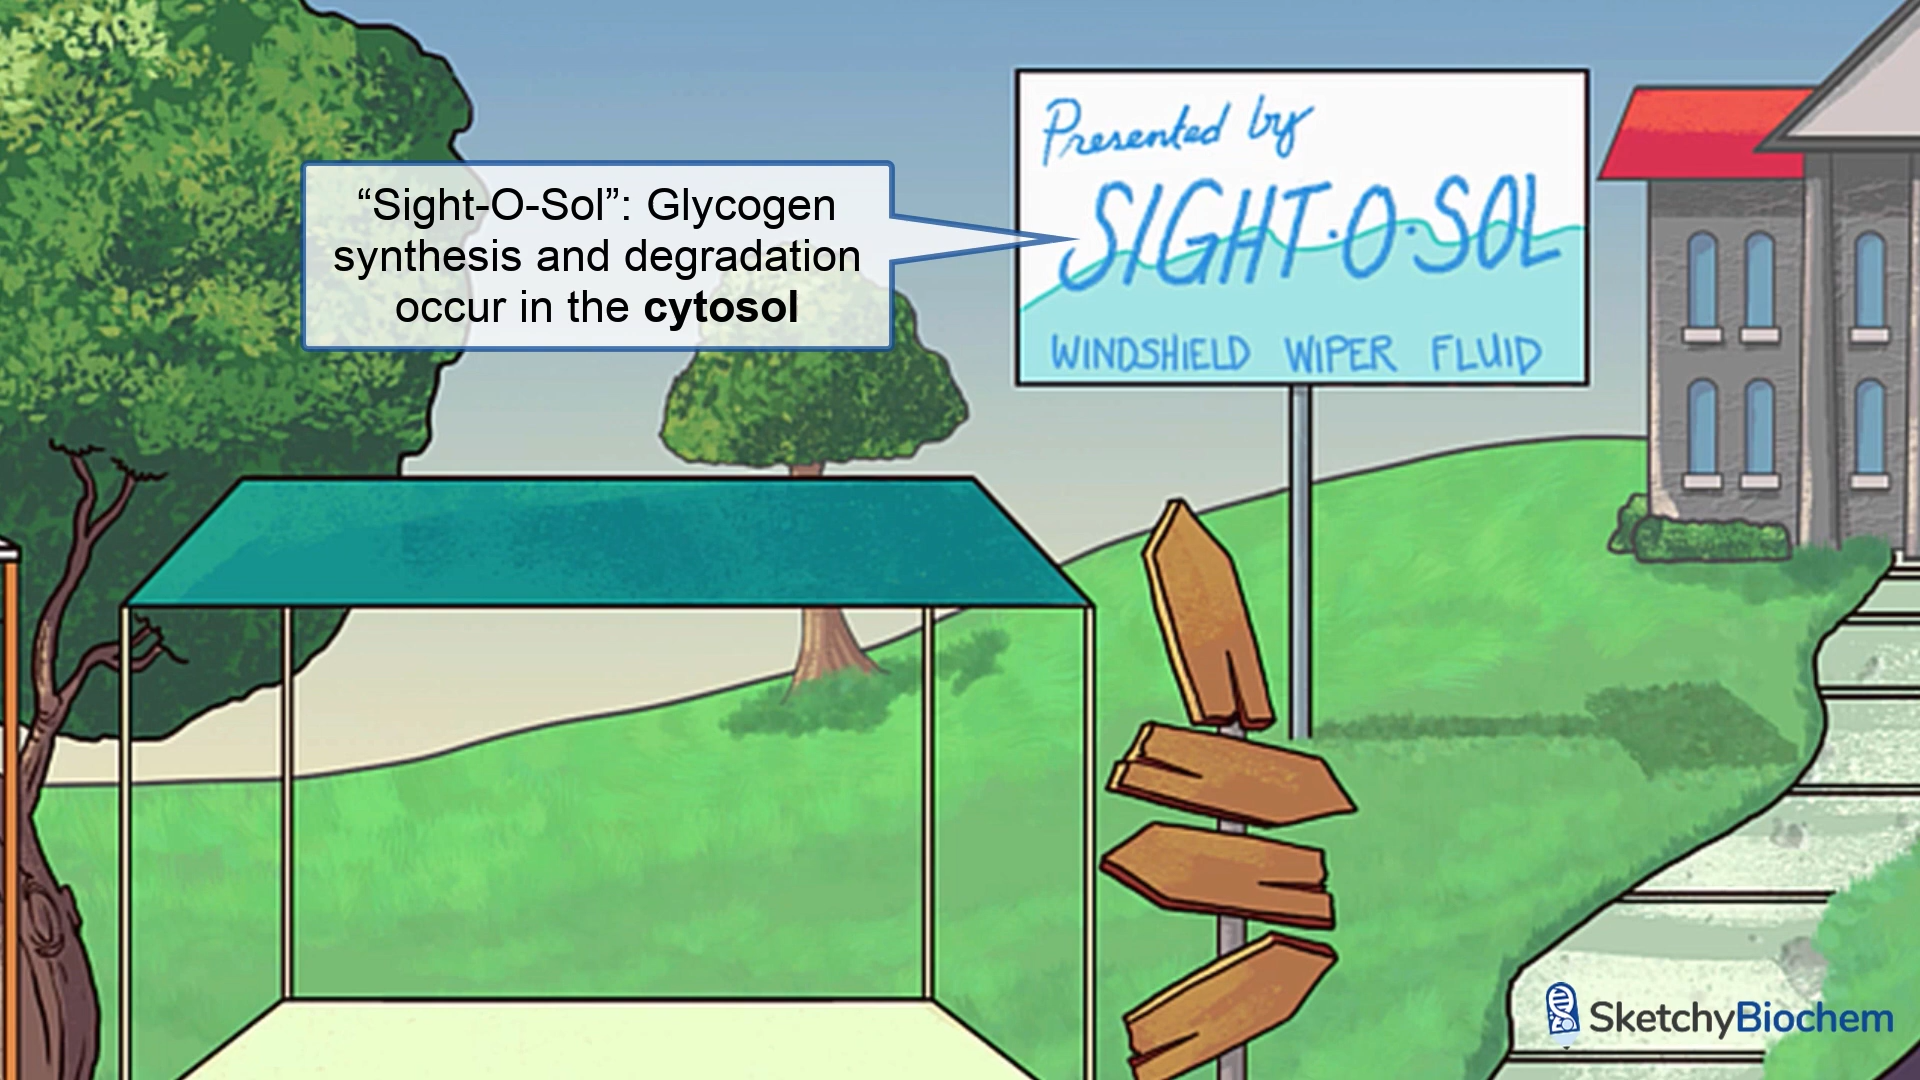 Presented by
SIGHT·O·SOL
WINDSHIELD WIPER FLUID
“Sight-O-Sol”: Glycogen
synthesis and degradation
occur in the cytosol
SketchyBiochem